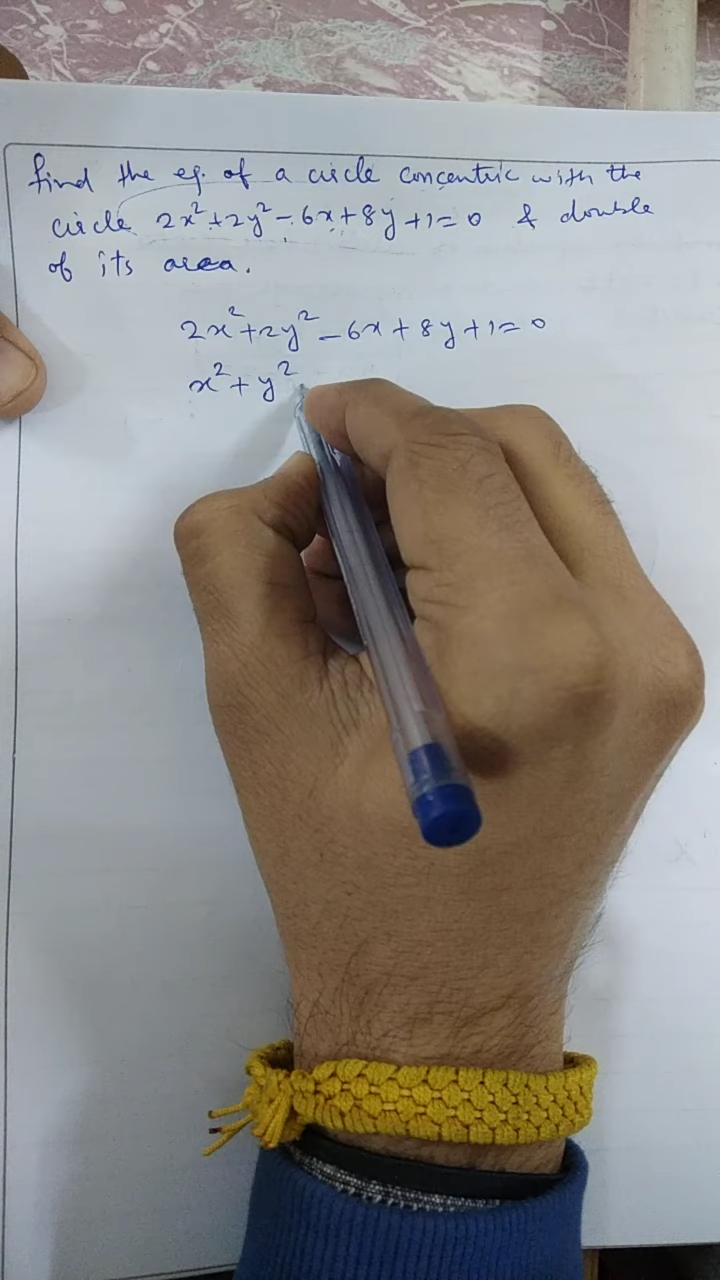 find the eq. of a circle concentric with the
circle 2x²+2y²-6x+8y+1=0 & double
of its area.
2x²+2y²-6x+8y+1=0
x²+y²